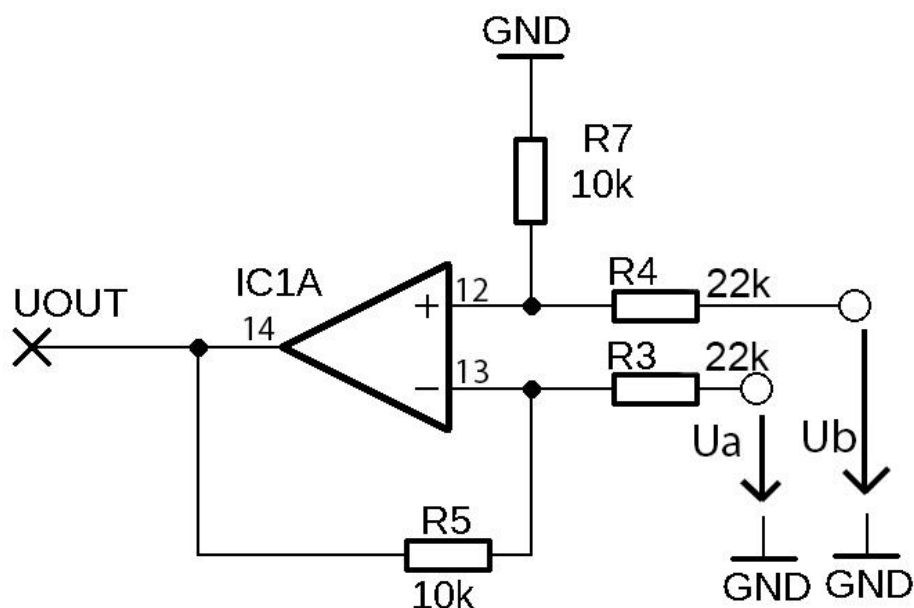 GND
R7
10k
IC1A
UOUT
14
+
12
R4
22k
−
13
R3
22k
Ua
Ub
R5
10k
GND
GND